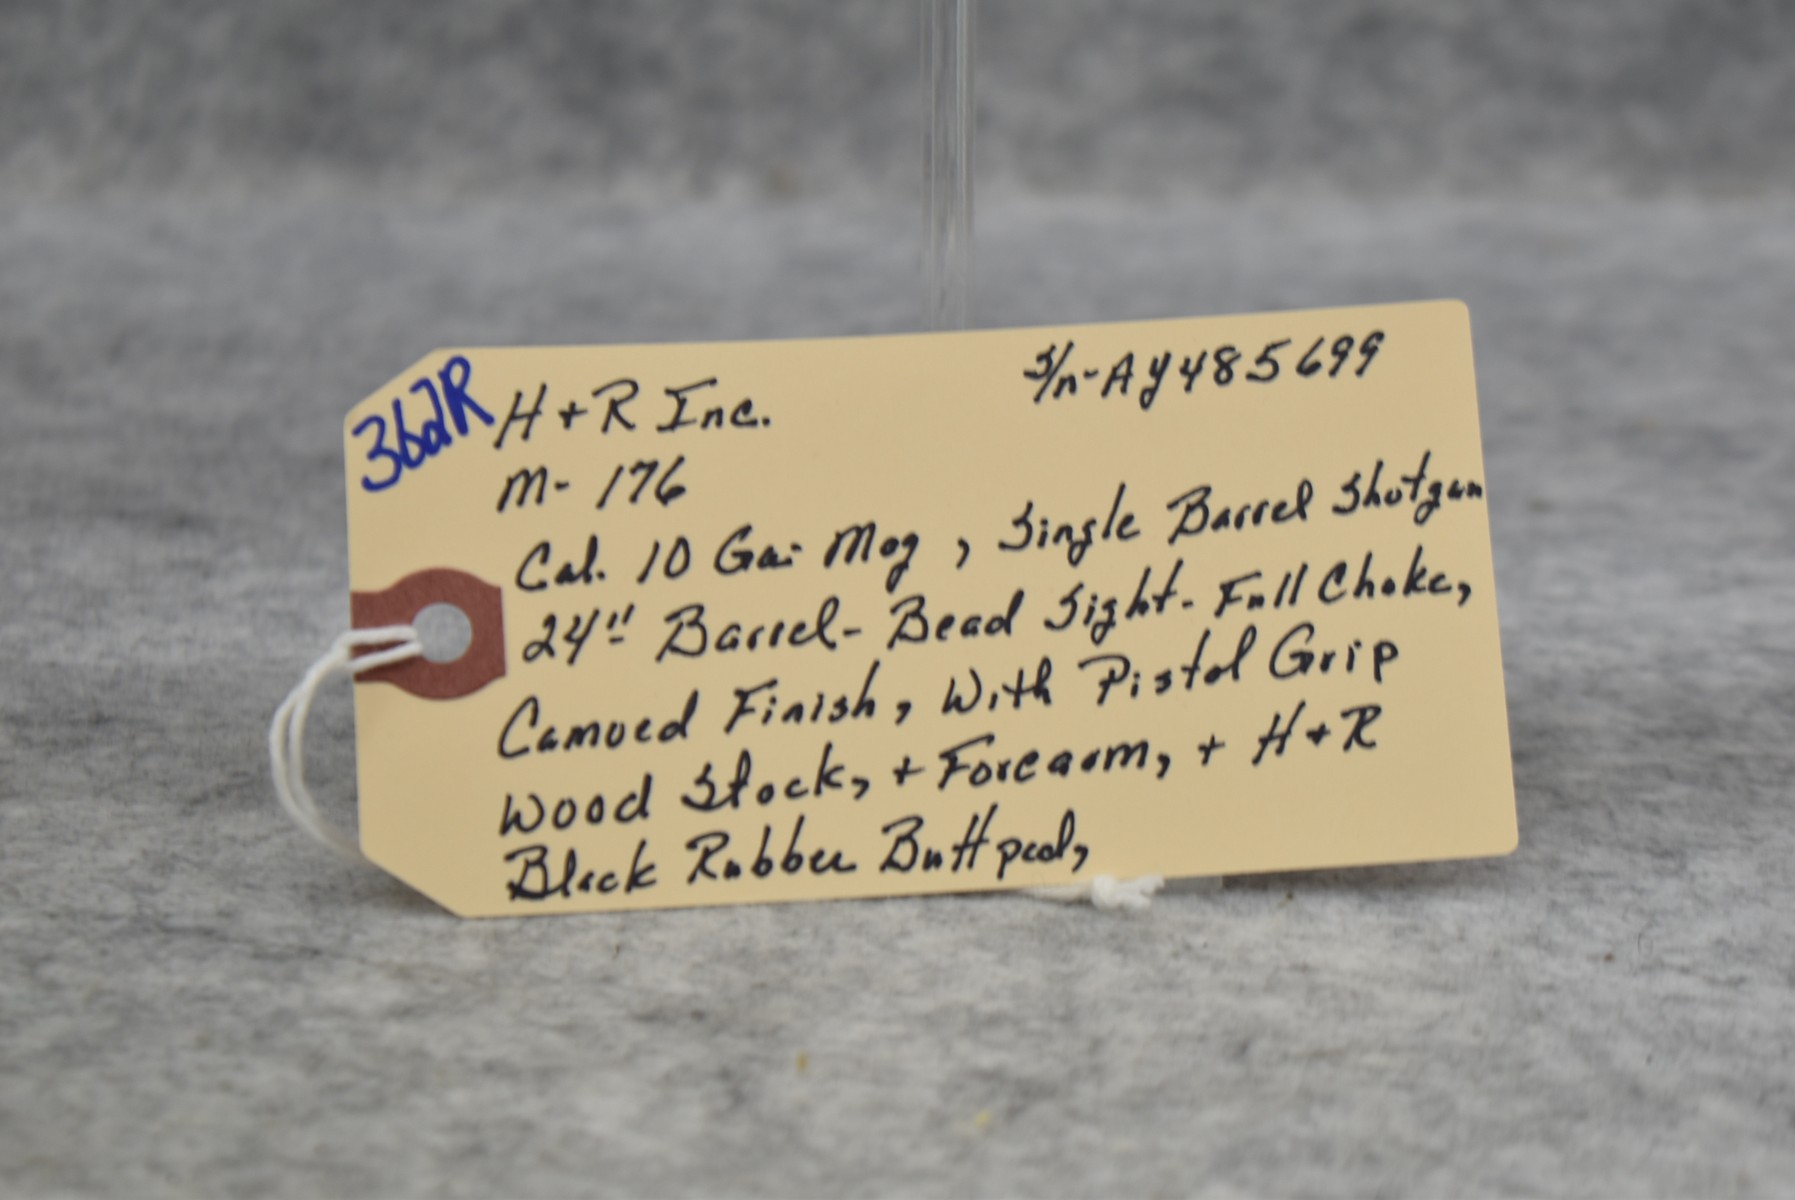 362R
H + R Inc. S/n-AY485699
M- 176
Cal. 10 Ga. Mag, Single Barrel Shotgun
24" Barrel- Bead Sight- Full Choke,
Camoed Finish, With Pistol Grip
Wood Stock, + Forearm, + H+R
Black Rubber Buttpad,